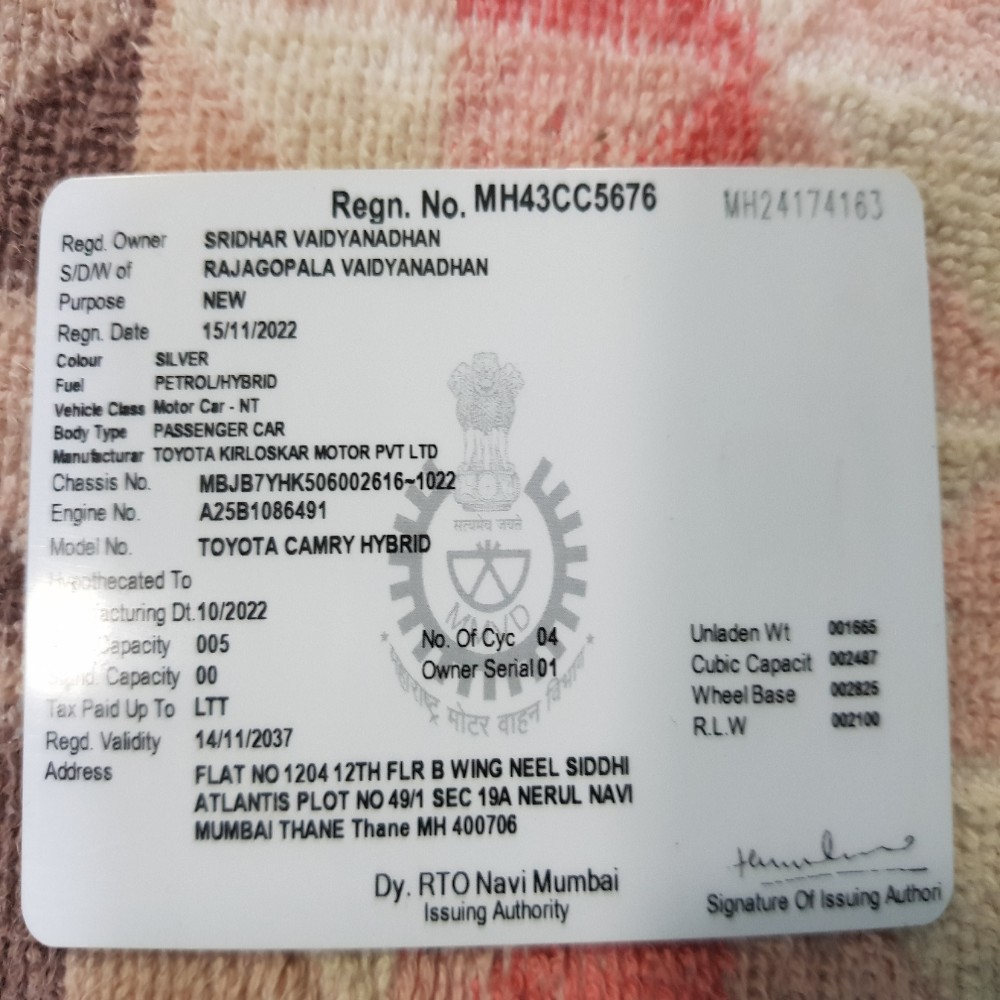 Regn. No. MH43CC5676 MH24174163
Regd. Owner SRIDHAR VAIDYANADHAN
S/D/W of RAJAGOPALA VAIDYANADHAN
Purpose NEW
Regn. Date 15/11/2022
Colour SILVER
Fuel PETROL/HYBRID
Vehicle Class Motor Car - NT
Body Type PASSENGER CAR
Manufacturar TOYOTA KIRLOSKAR MOTOR PVT LTD
Chassis No. MBJB7YHK506002616~1022
Engine No. A25B1086491
सत्यमेव जयते
Model No. TOYOTA CAMRY HYBRID
To
MMVD
Dt. 10/2022
Capacity 005 No. Of Cyc 04 Unladen Wt 001665
Capacity 00 Owner Serial 01 Cubic Capacit 002487
Tax Paid Up To LTT Wheel Base 002825
महाराष्ट्र मोटर वाहन विभाग
R.L.W 002100
Regd. Validity 14/11/2037
Address FLAT NO 1204 12TH FLR B WING NEEL SIDDHI
ATLANTIS PLOT NO 49/1 SEC 19A NERUL NAVI
MUMBAI THANE Thane MH 400706
Dy. RTO Navi Mumbai
Issuing Authority
Signature Of Issuing Authori